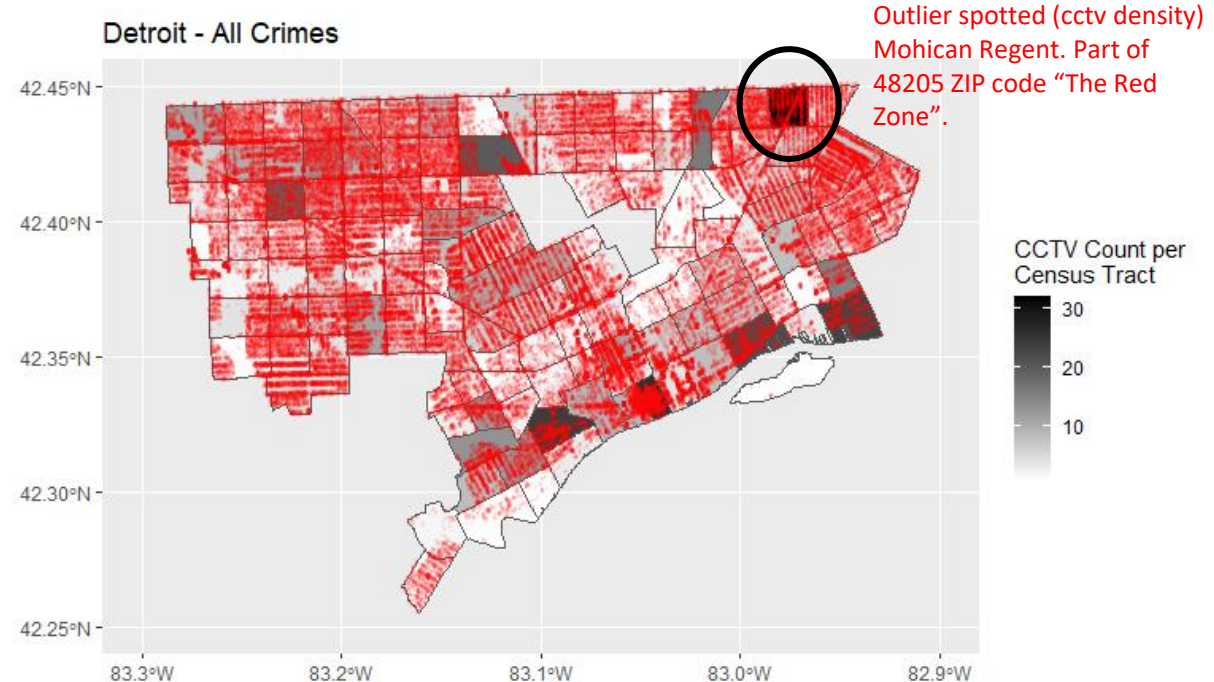 Detroit - All Crimes
Outlier spotted (cctv density)
Mohican Regent. Part of
48205 ZIP code “The Red
Zone”.
42.45°N
42.40°N
42.35°N
42.30°N
42.25°N
83.3°W
83.2°W
83.1°W
83.0°W
82.9°W
CCTV Count per
Census Tract
30
20
10